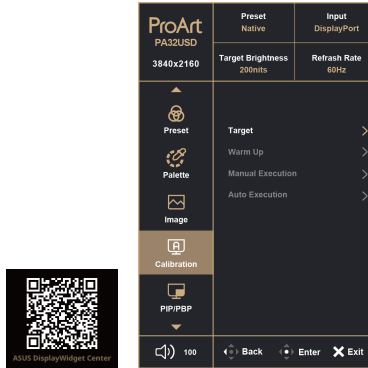 ProArt
PA32USD
3840x2160
Preset
Native
Input
DisplayPort
Target Brightness
200nits
Refrash Rate
60Hz
Preset
Palette
Image
Calibration
PIP/PBP
Target
Warm Up
Manual Execution
Auto Execution
100
Back
Enter
Exit
ASUS DisplayWidget Center